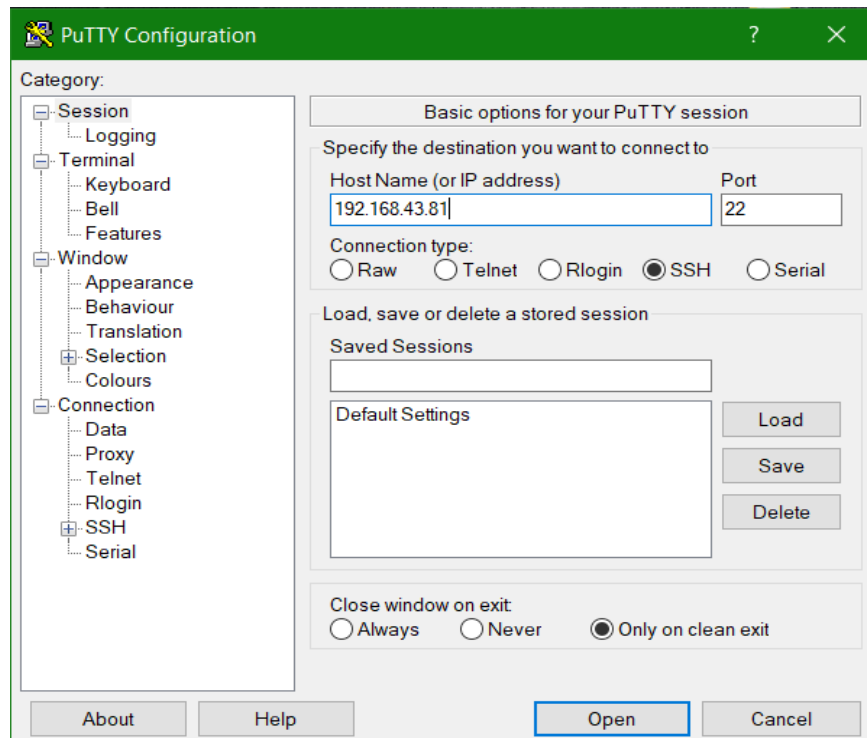 PuTTY Configuration
?
Category:
Session
Logging
Terminal
Keyboard
Bell
Features
Window
Appearance
Behaviour
Translation
Selection
Colours
Connection
Data
Proxy
Telnet
Rlogin
SSH
Serial
Basic options for your PuTTY session
Specify the destination you want to connect to
Host Name (or IP address) Port
192.168.43.81 22
Connection type:
Raw Telnet Rlogin SSH Serial
Load, save or delete a stored session
Saved Sessions
Default Settings
Load
Save
Delete
Close window on exit:
Always Never Only on clean exit
About Help Open Cancel